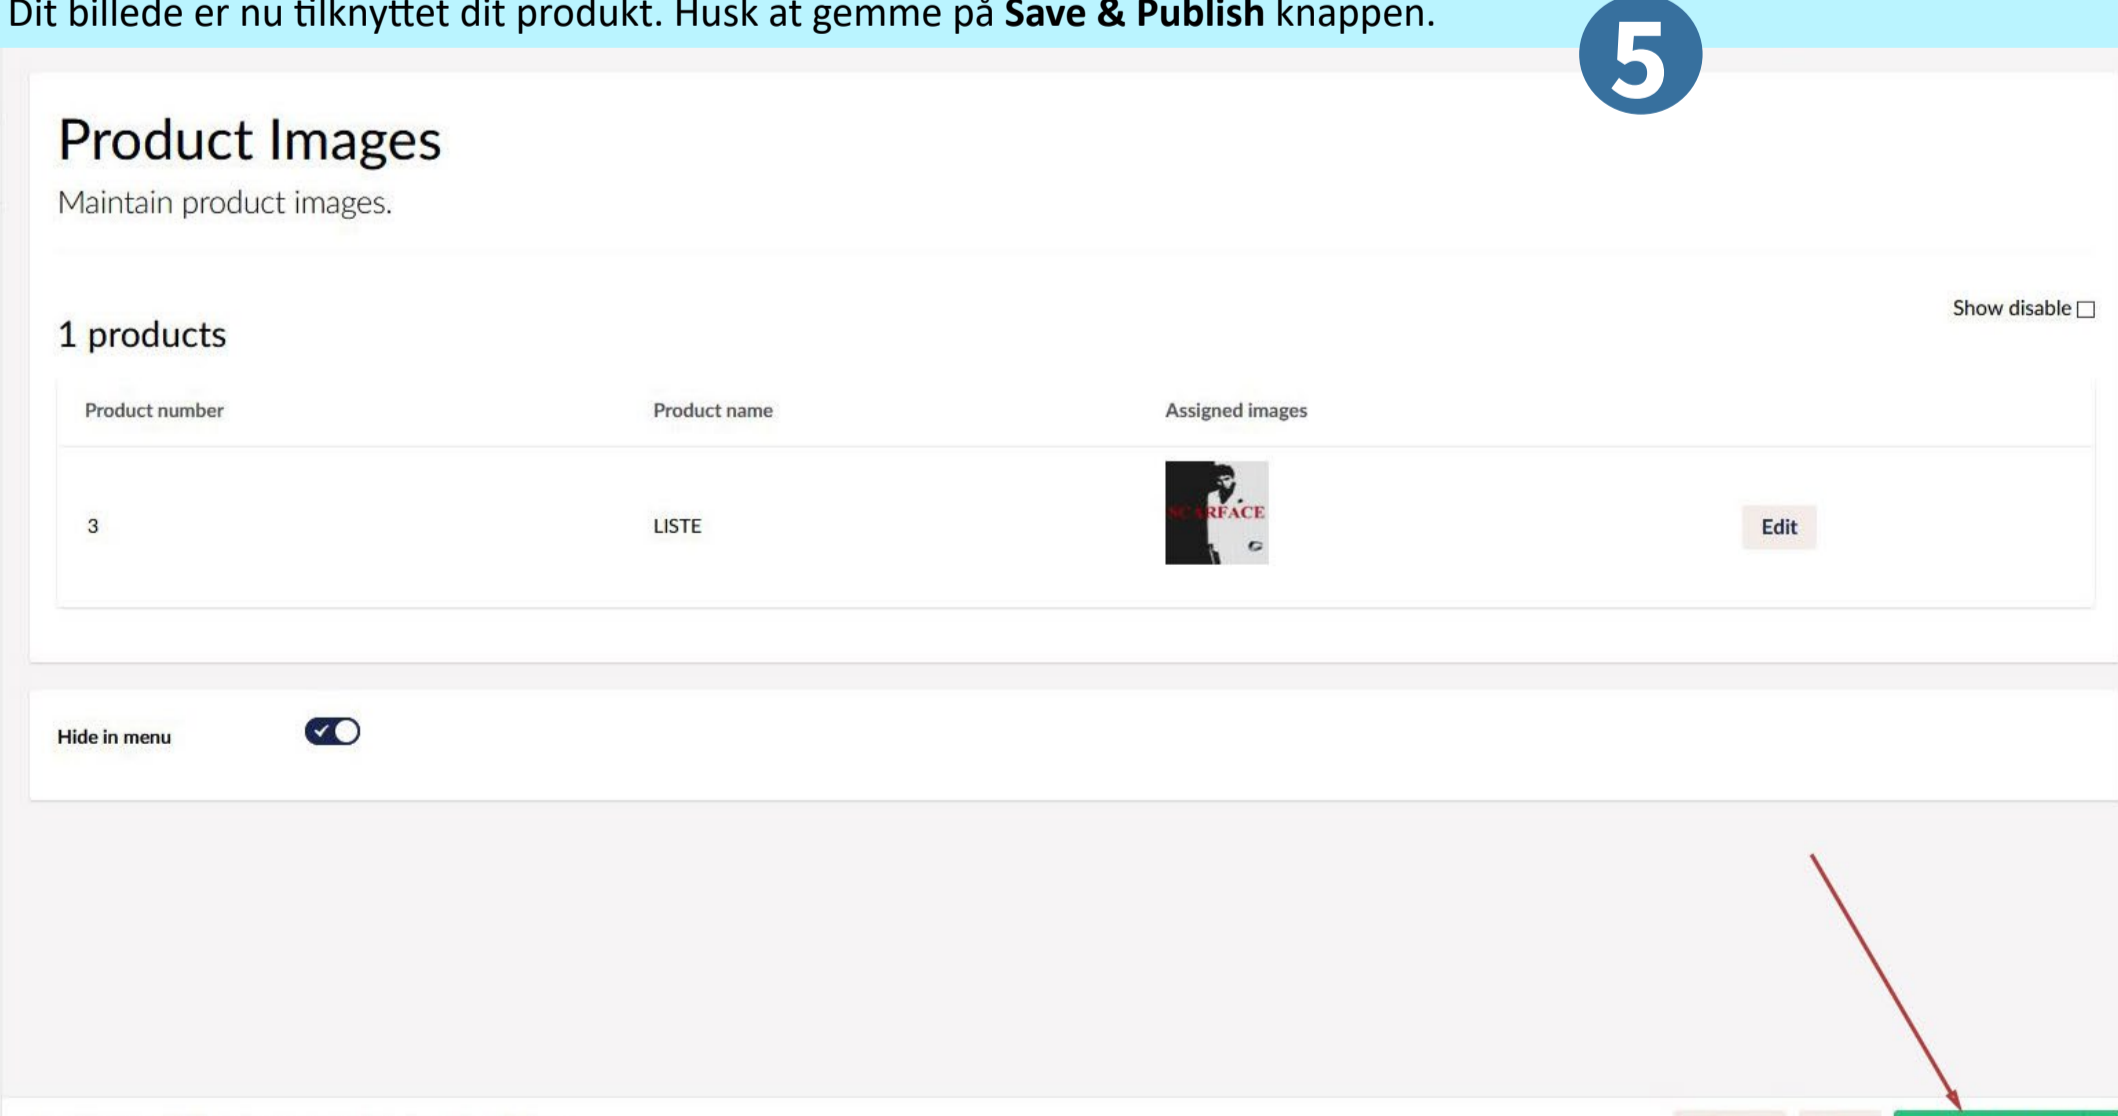 Dit billede er nu tilknyttet dit produkt. Husk at gemme på Save & Publish knappen.
5
Product Images
Maintain product images.
Show disable
1 products
Product number Product name Assigned images
3 LISTE SCARFACE Edit
Hide in menu